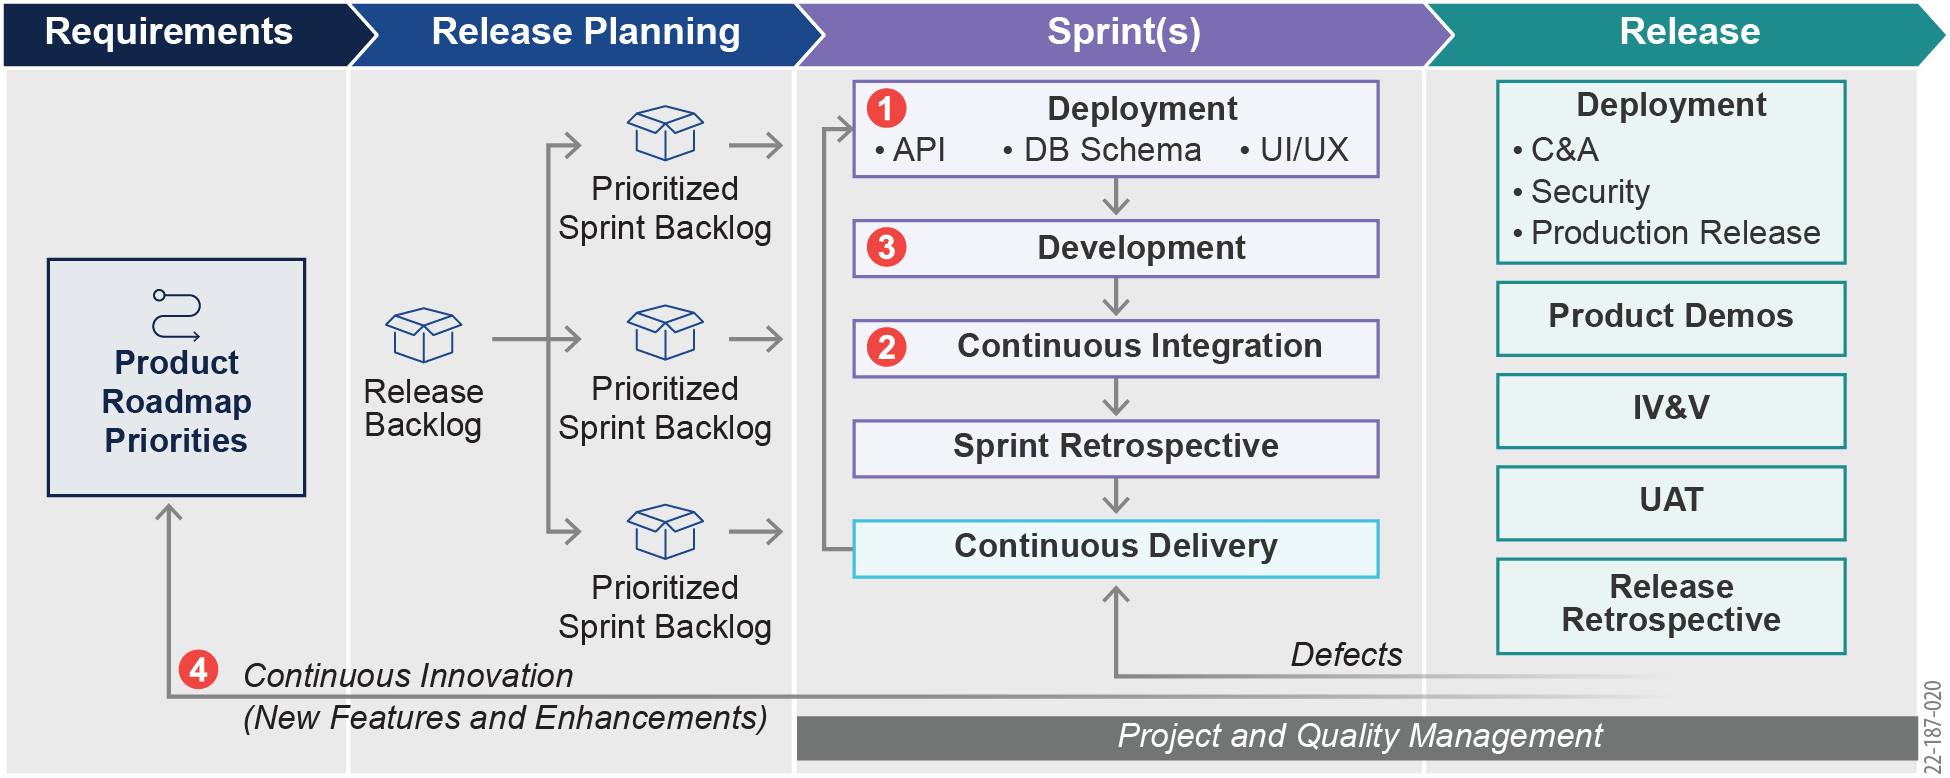 Requirements
Release Planning
Sprint(s)
Release
Product
Roadmap
Priorities
Release
Backlog
Prioritized
Sprint Backlog
Prioritized
Sprint Backlog
Prioritized
Sprint Backlog
1 Deployment
• API • DB Schema • UI/UX
3 Development
2 Continuous Integration
Sprint Retrospective
Continuous Delivery
Deployment
• C&A
• Security
• Production Release
Product Demos
IV&V
UAT
Release
Retrospective
Defects
4 Continuous Innovation
(New Features and Enhancements)
Project and Quality Management
22-187-020